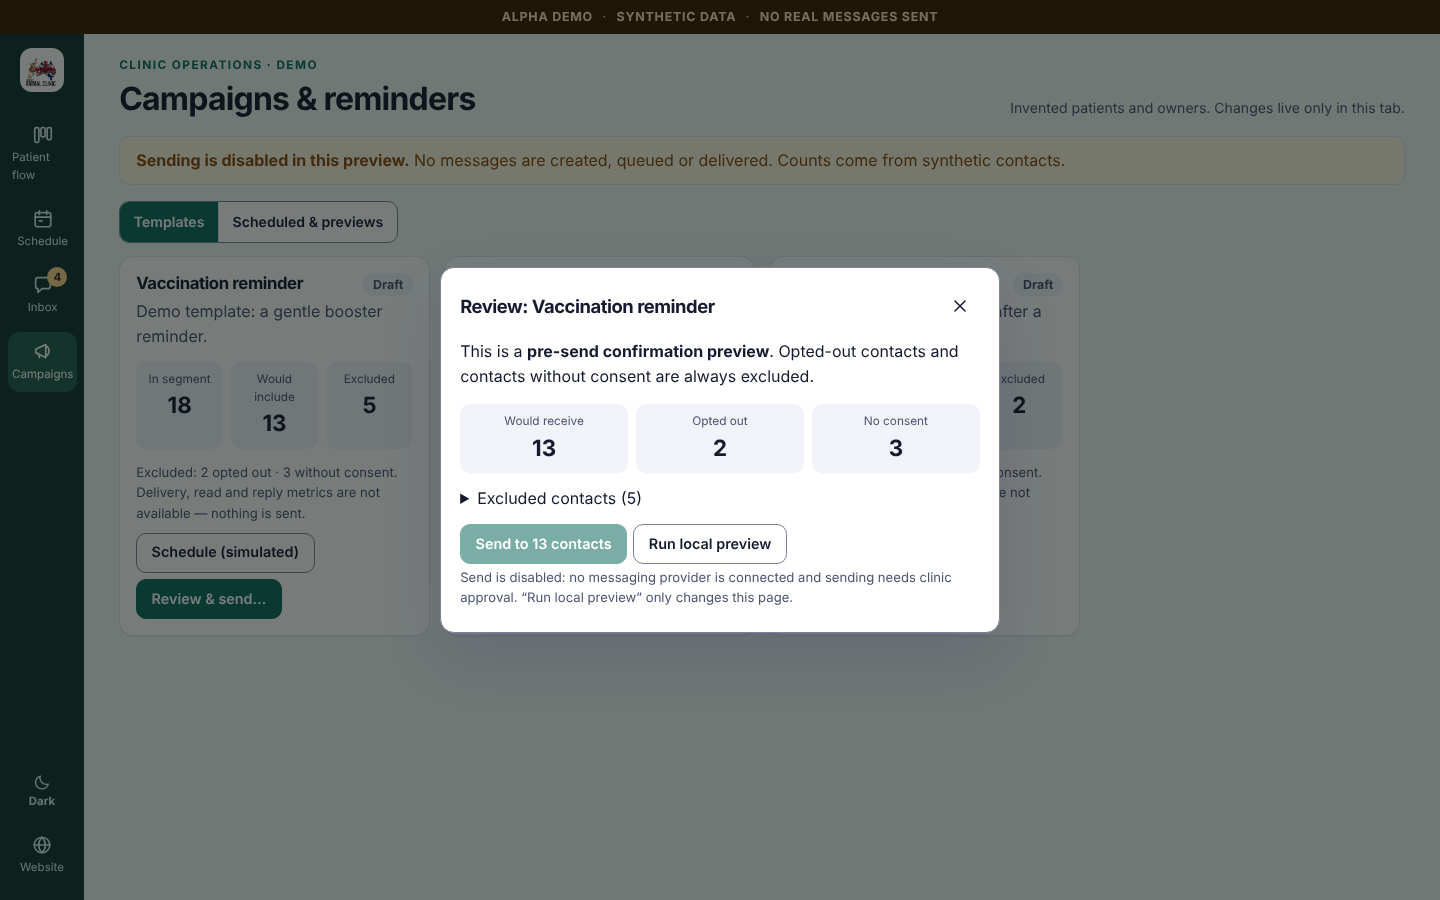 ALPHA DEMO · SYNTHETIC DATA · NO REAL MESSAGES SENT
ANIMAL CLINIC
Patient
flow
Schedule
4
Inbox
Campaigns
Dark
Website
CLINIC OPERATIONS · DEMO
Campaigns & reminders
Invented patients and owners. Changes live only in this tab.
Sending is disabled in this preview. No messages are created, queued or delivered. Counts come from synthetic contacts.
Templates
Scheduled & previews
Vaccination reminder
Draft
Demo template: a gentle booster
reminder.
In segment
18
Would
include
13
Excluded
5
Excluded: 2 opted out · 3 without consent.
Delivery, read and reply metrics are not
available — nothing is sent.
Schedule (simulated)
Review & send…
Review: Vaccination reminder
This is a pre-send confirmation preview. Opted-out contacts and
contacts without consent are always excluded.
Would receive
13
Opted out
2
No consent
3
Excluded contacts (5)
Send to 13 contacts
Run local preview
Send is disabled: no messaging provider is connected and sending needs clinic
approval. “Run local preview” only changes this page.
Draft
after a
xcluded
2
onsent.
e not